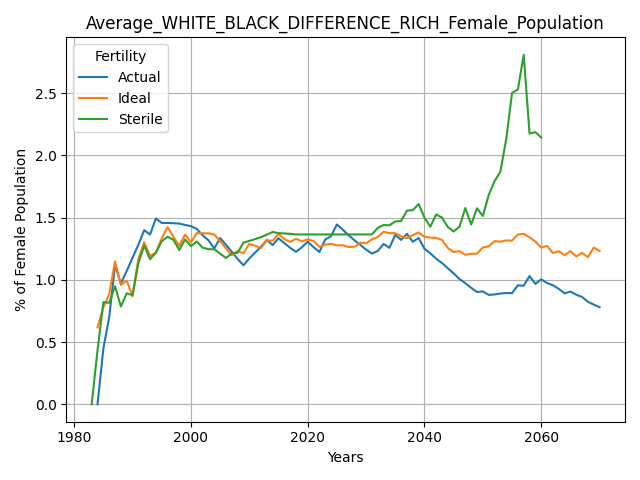 Average_WHITE_BLACK_DIFFERENCE_RICH_Female_Population
Fertility
Actual
Ideal
Sterile
% of Female Population
2.5
2.0
1.5
1.0
0.5
0.0
1980 2000 2020 2040 2060
Years